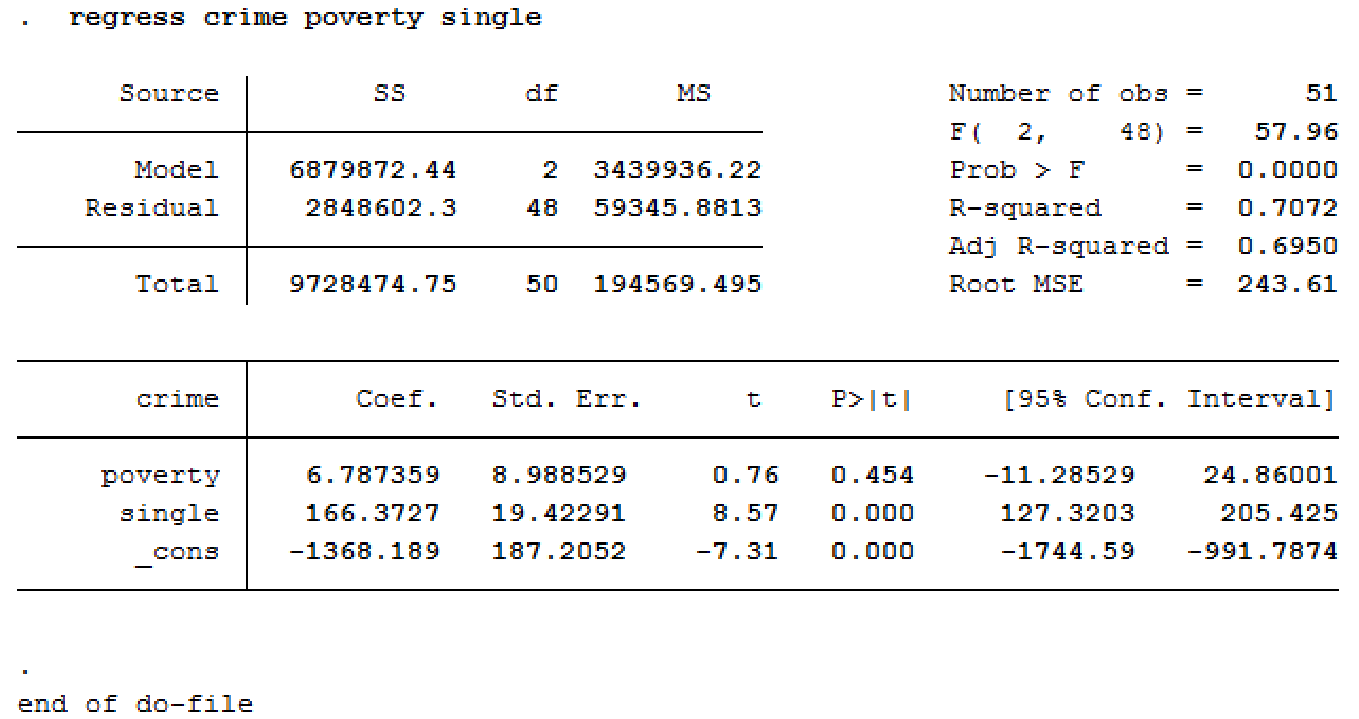 . regress crime poverty single
Source | SS df MS Number of obs = 51
F( 2, 48) = 57.96
Model | 6879872.44 2 3439936.22 Prob > F = 0.0000
Residual | 2848602.3 48 59345.8813 R-squared = 0.7072
Adj R-squared = 0.6950
Total | 9728474.75 50 194569.495 Root MSE = 243.61
crime | Coef. Std. Err. t P>|t| [95% Conf. Interval]
poverty | 6.787359 8.988529 0.76 0.454 -11.28529 24.86001
single | 166.3727 19.42291 8.57 0.000 127.3203 205.425
_cons | -1368.189 187.2052 -7.31 0.000 -1744.59 -991.7874
.
end of do-file